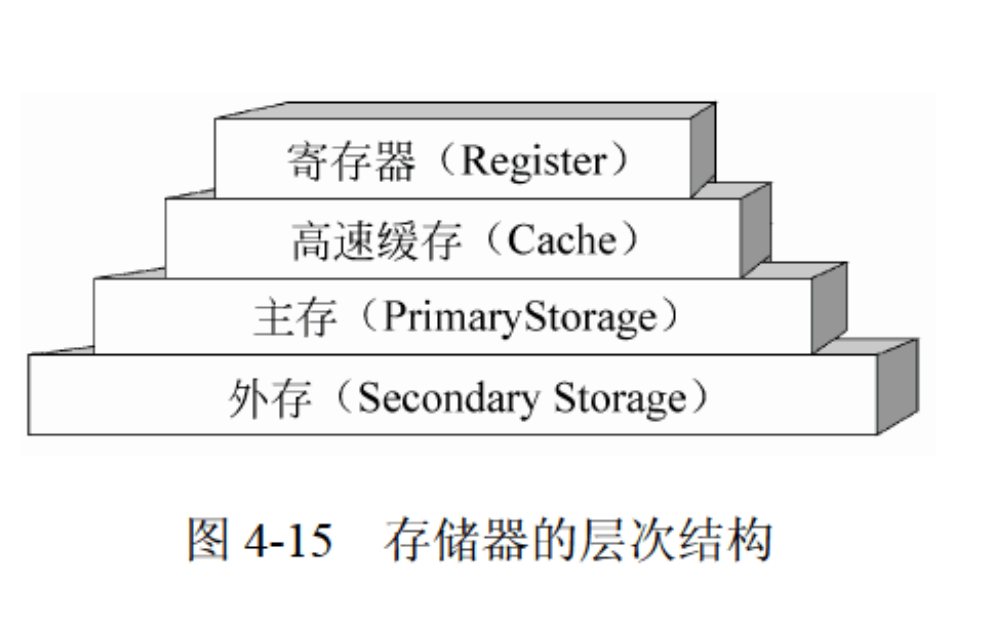 寄存器（Register）
高速缓存（Cache）
主存（PrimaryStorage）
外存（Secondary Storage）
图 4-15 存储器的层次结构